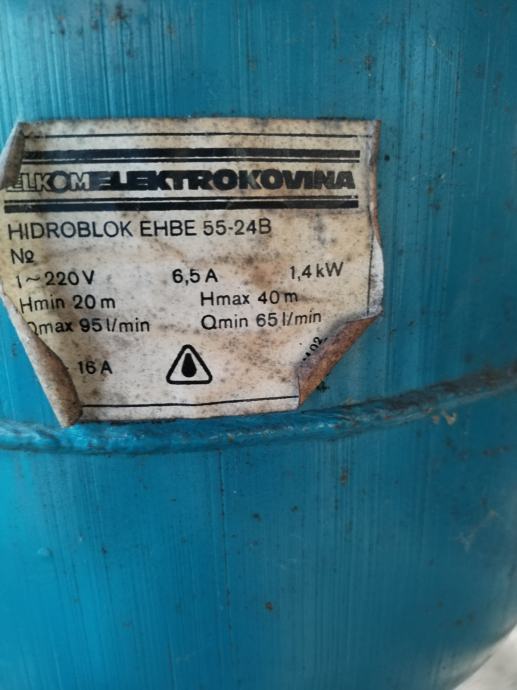 ELKOM ELEKTROKOVINA
HIDROBLOK EHBE 55-24B
№
1~220V 6,5 A 1,4 kW
Hmin 20 m Hmax 40 m
Qmax 95 l/min Qmin 65 l/min
16 A